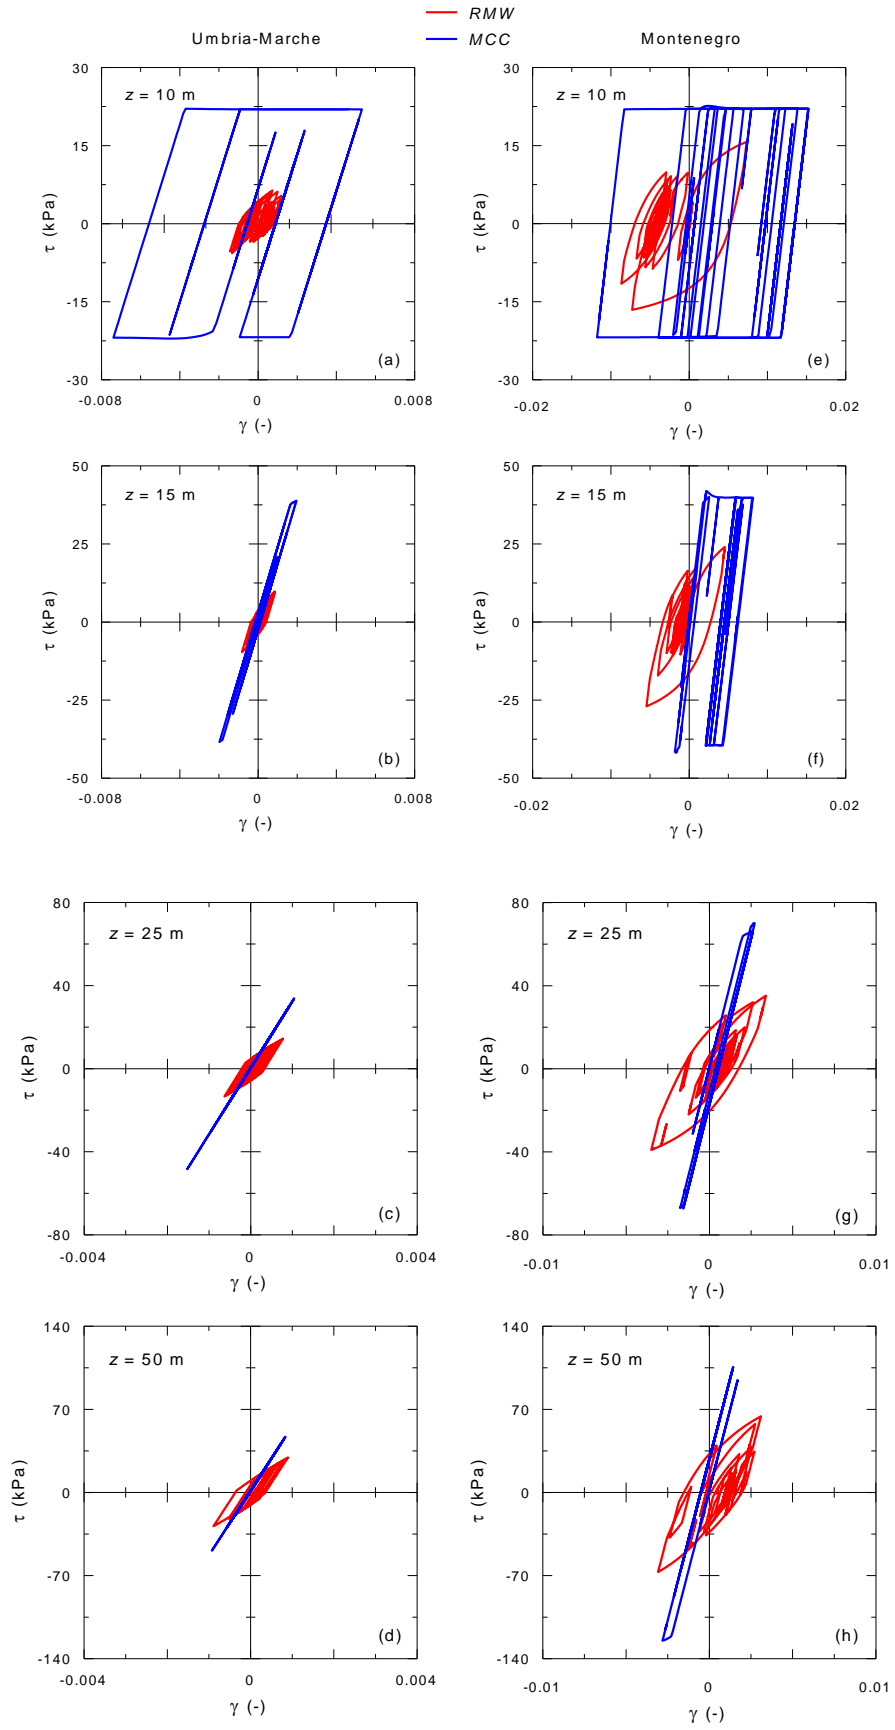 RMW
MCC
Umbria-Marche
Montenegro
z = 10 m
30
15
0
-15
-30
τ (kPa)
(a)
-0.008
0
0.008
γ (-)
z = 10 m
30
15
0
-15
-30
τ (kPa)
(e)
-0.02
0
0.02
γ (-)
z = 15 m
50
25
0
-25
-50
τ (kPa)
(b)
-0.008
0
0.008
γ (-)
z = 15 m
50
25
0
-25
-50
τ (kPa)
(f)
-0.02
0
0.02
γ (-)
z = 25 m
80
40
0
-40
-80
τ (kPa)
(c)
-0.004
0
0.004
γ (-)
z = 25 m
80
40
0
-40
-80
τ (kPa)
(g)
-0.01
0
0.01
γ (-)
z = 50 m
140
70
0
-70
-140
τ (kPa)
(d)
-0.004
0
0.004
γ (-)
z = 50 m
140
70
0
-70
-140
τ (kPa)
(h)
-0.01
0
0.01
γ (-)